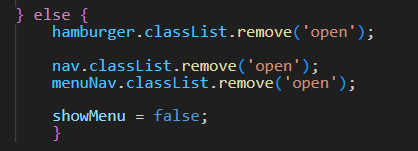 } else {
hamburger.classList.remove('open');
nav.classList.remove('open');
menuNav.classList.remove('open');
showMenu = false;
}